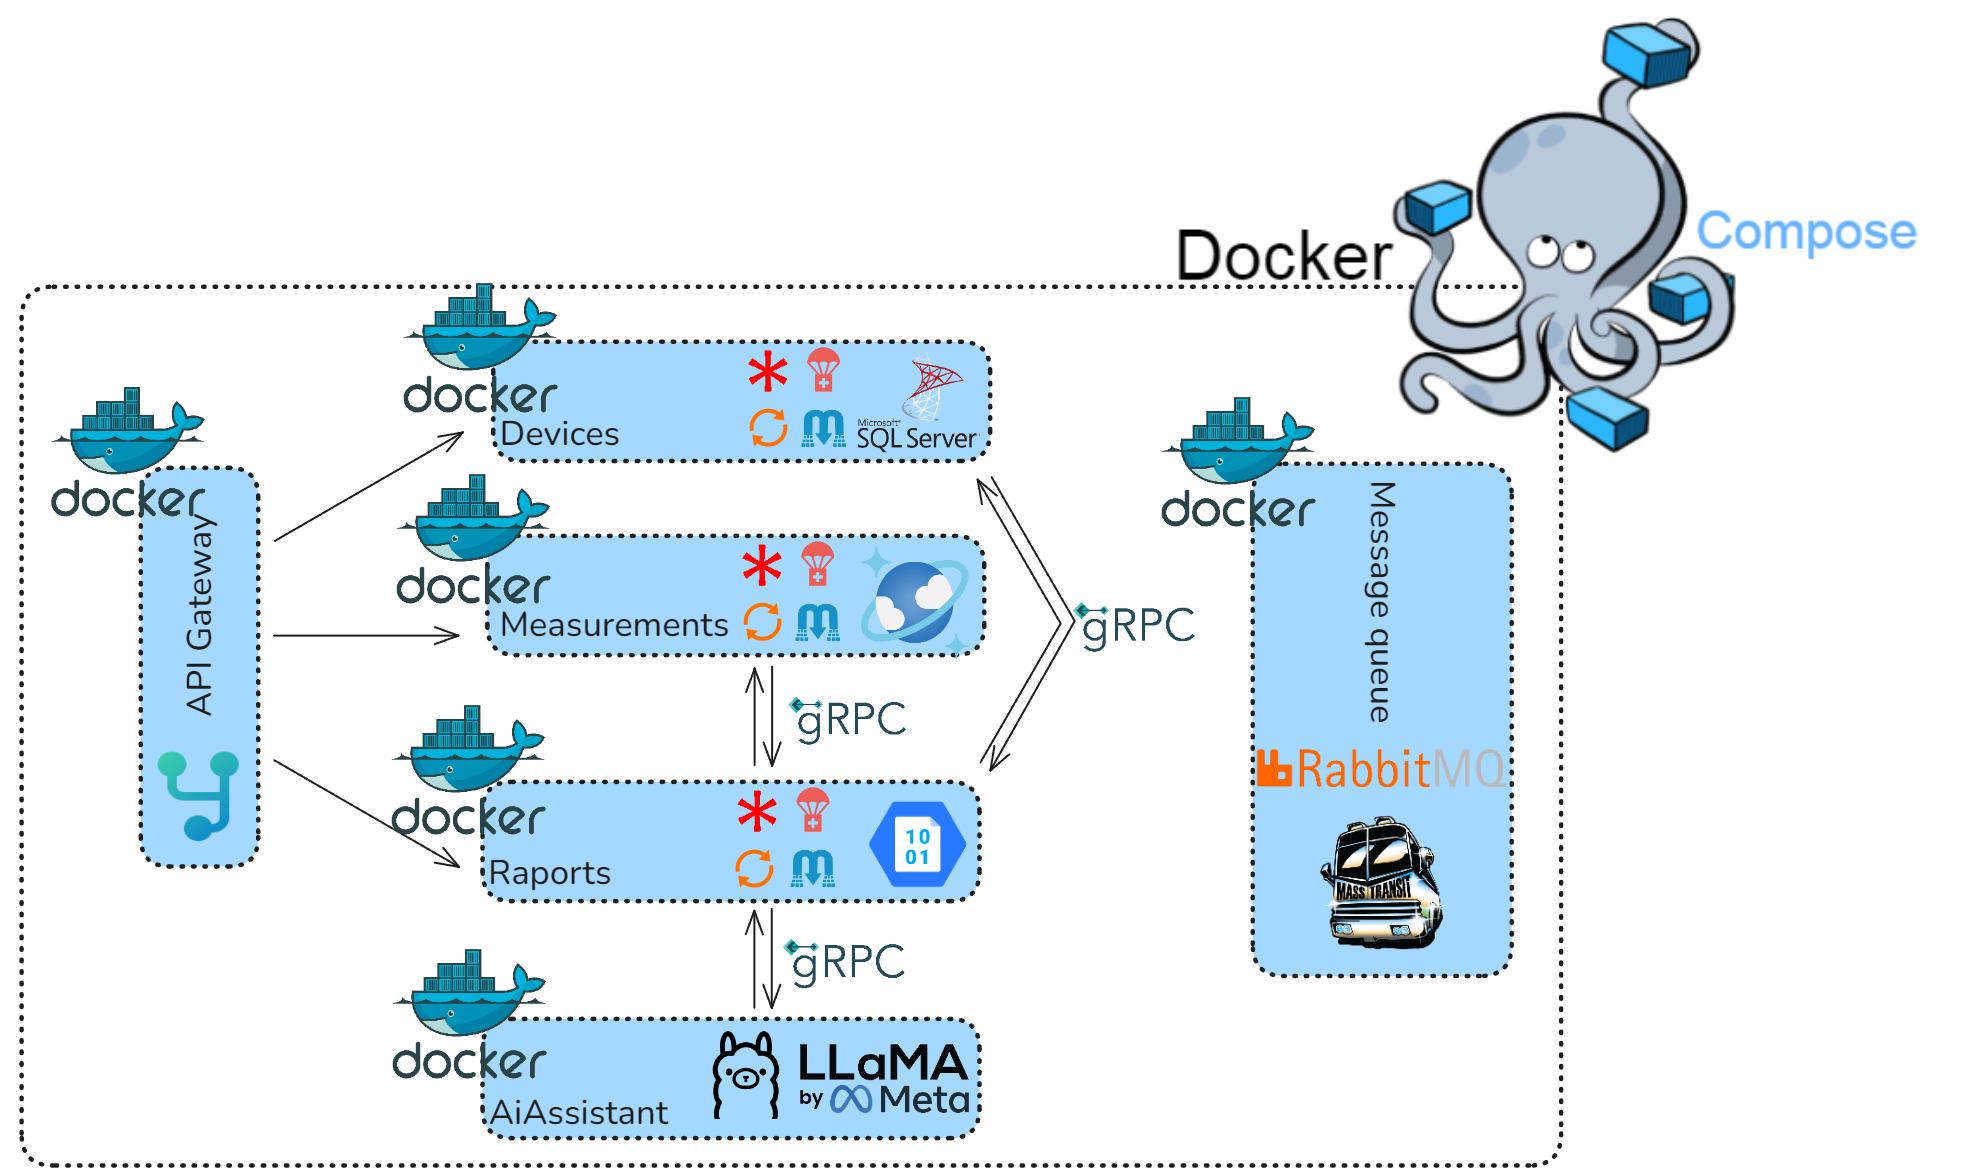 Docker
Compose
docker
Devices
Microsoft®
SQL Server
docker
API Gateway
docker
Measurements
gRPC
gRPC
docker
Raports
10
01
gRPC
docker
AiAssistant
LLaMA
by Meta
docker
Message queue
RabbitMQ
MASS TRANSIT